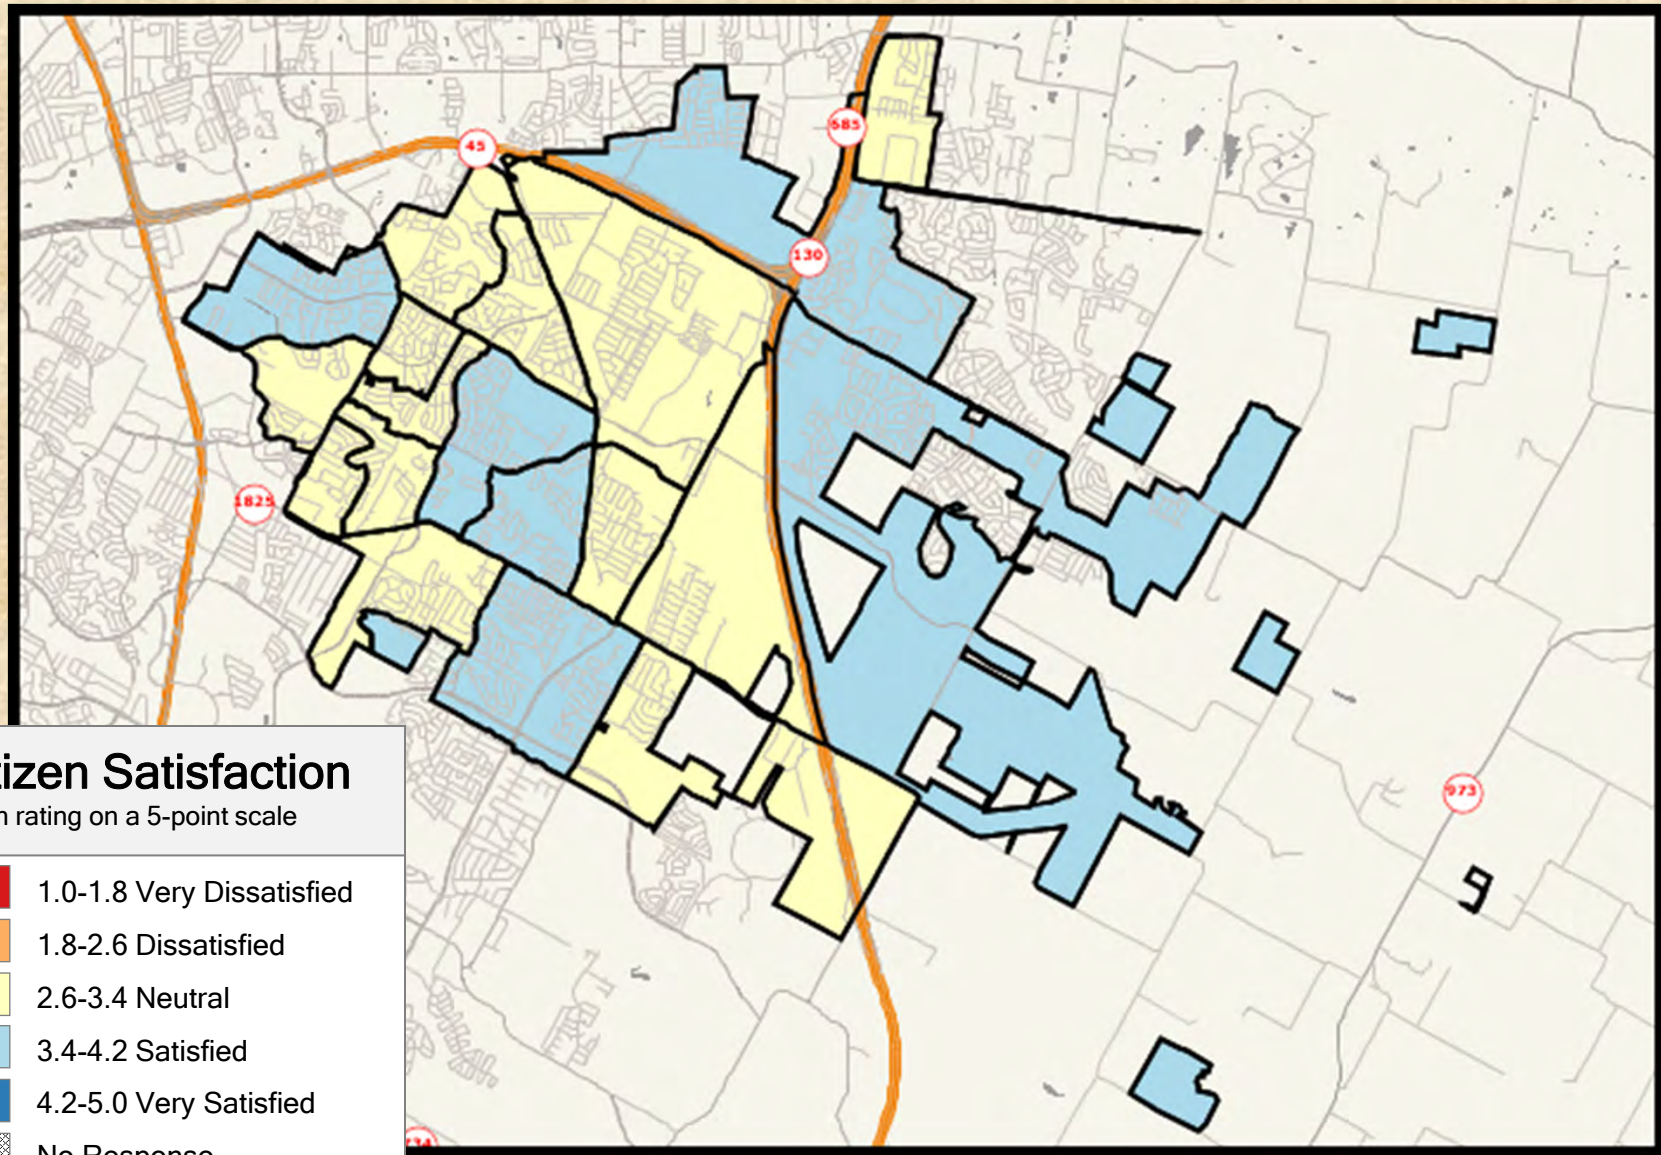 45
685
130
1825
973
tizen Satisfaction
n rating on a 5-point scale
1.0-1.8 Very Dissatisfied
1.8-2.6 Dissatisfied
2.6-3.4 Neutral
3.4-4.2 Satisfied
4.2-5.0 Very Satisfied
No Response
734